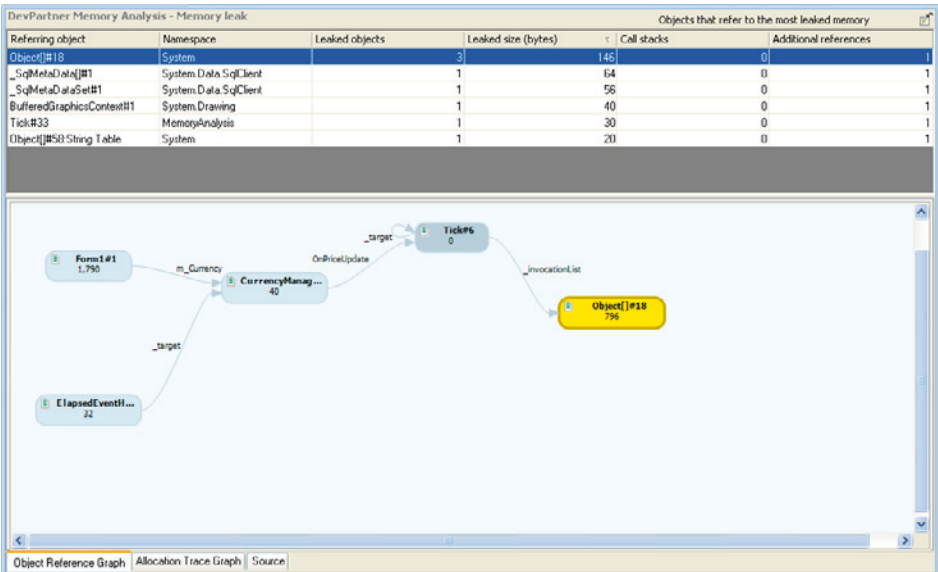 DevPartner Memory Analysis - Memory leak
Objects that refer to the most leaked memory
Referring object Namespace Leaked objects Leaked size (bytes) Call stacks Additional references
Object[]#18 System 3 146 0 1
_SqlMetaData[]#1 System.Data.SqlClient 1 64 0 1
_SqlMetaDataSet#1 System.Data.SqlClient 1 56 0 1
BufferedGraphicsContext#1 System.Drawing 1 40 0 1
Tick#33 MemoryAnalysis 1 30 0 1
Object[]#58:String Table System 1 20 0 1
Tick#6
0
_target
OnPriceUpdate
Form1#1
1,790
m_Currency
_invocationList
CurrencyManag...
40
Object[]#18
796
_target
ElapsedEventH...
32
Object Reference Graph Allocation Trace Graph Source